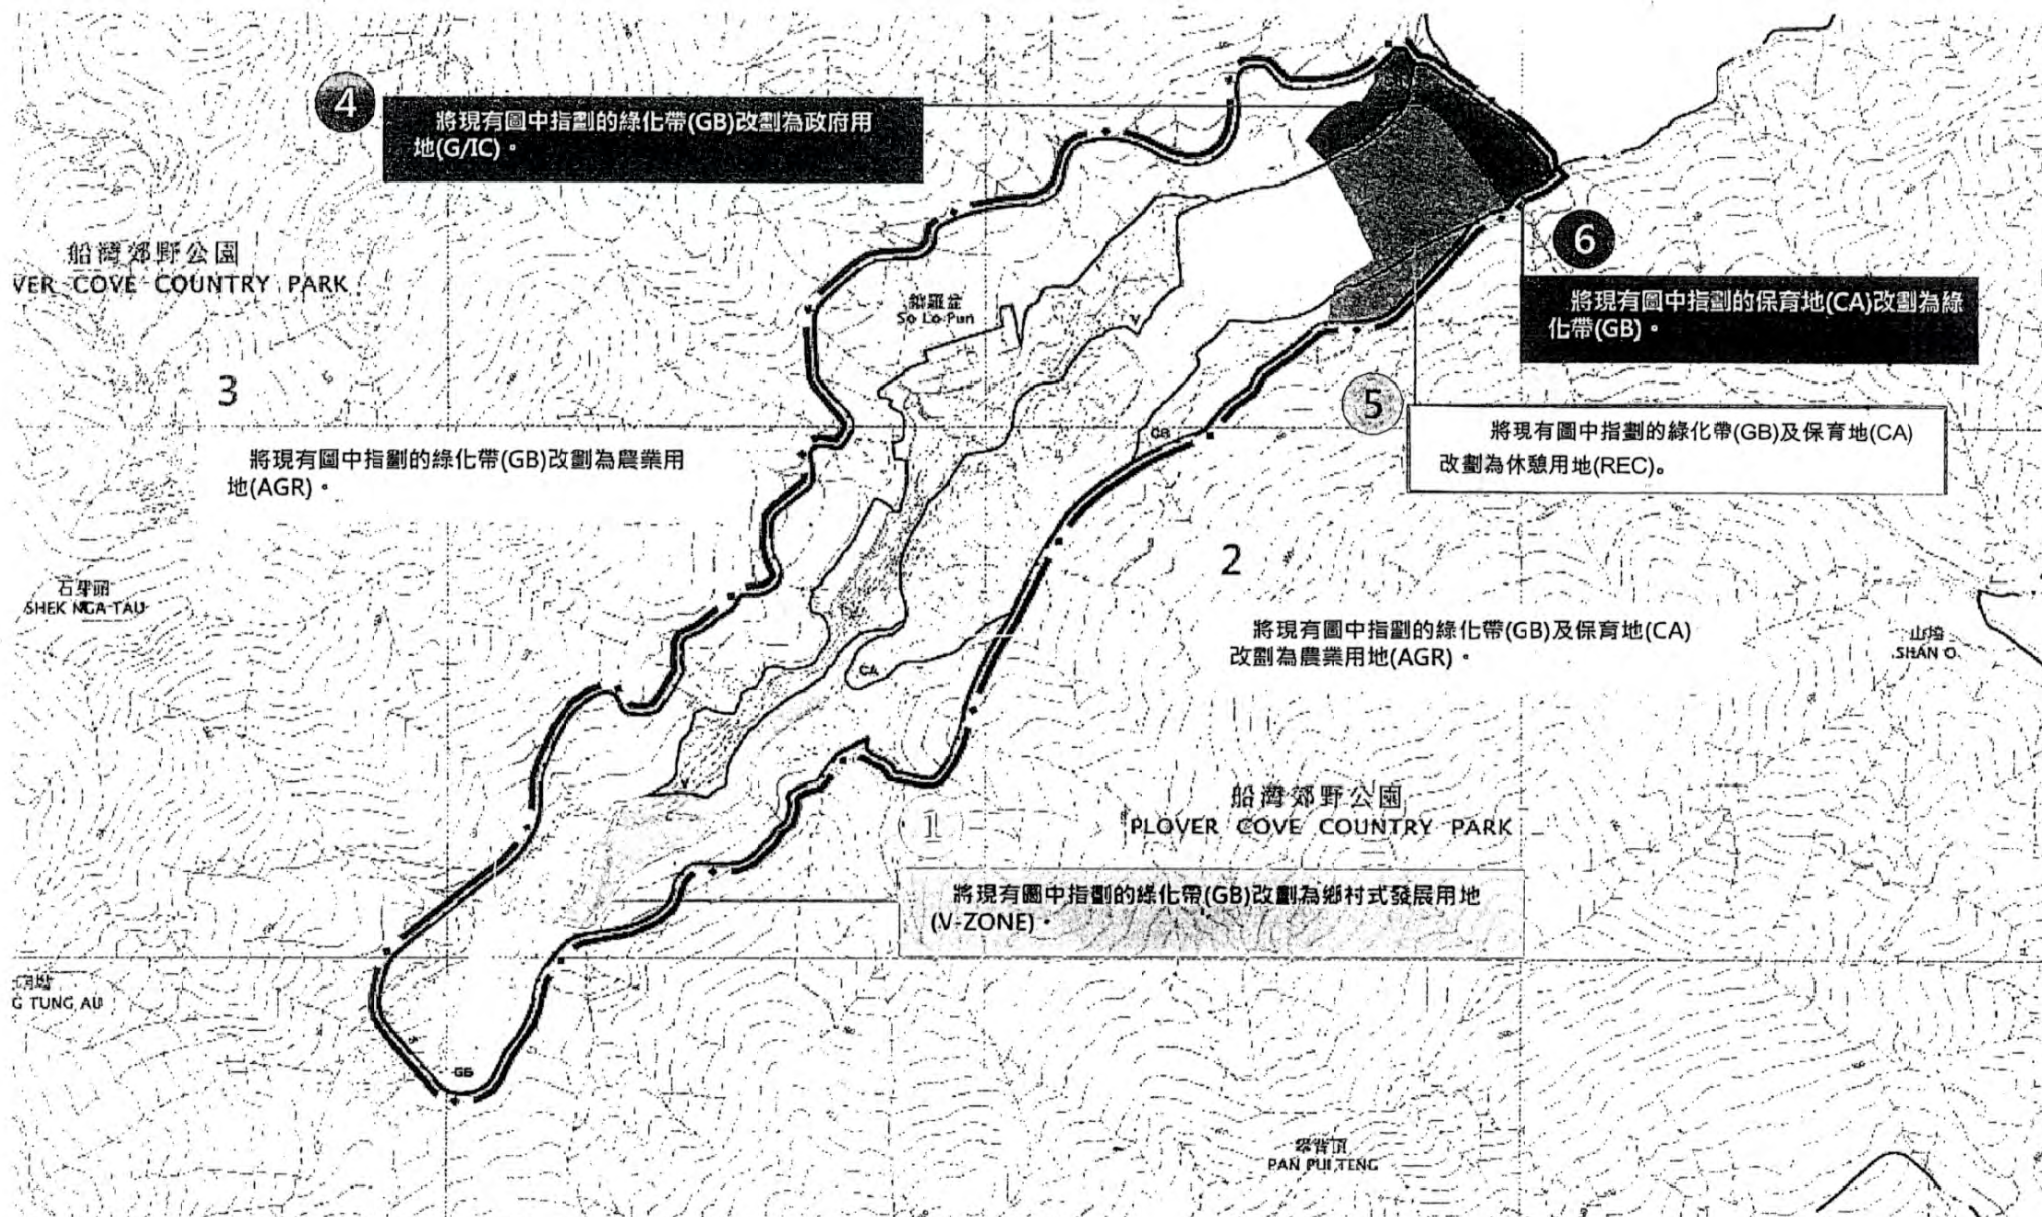 4
將現有圖中指劃的綠化帶(GB)改劃為政府用
地(G/IC)。
船灣郊野公園
VER COVE COUNTRY PARK
鎖羅盆
So Lo Pun
V
6
將現有圖中指劃的保育地(CA)改劃為綠
化帶(GB)。
3
將現有圖中指劃的綠化帶(GB)改劃為農業用
地(AGR)。
5
將現有圖中指劃的綠化帶(GB)及保育地(CA)
改劃為休憩用地(REC)。
GB
2
將現有圖中指劃的綠化帶(GB)及保育地(CA)
改劃為農業用地(AGR)。
SHEK NGA TAU
SHAN O
CA
V
船灣郊野公園
PLOVER COVE COUNTRY PARK
1
將現有圖中指劃的綠化帶(GB)改劃為鄉村式發展用地
(V-ZONE)。
G TUNG AU
GB
PAN PUI TENG